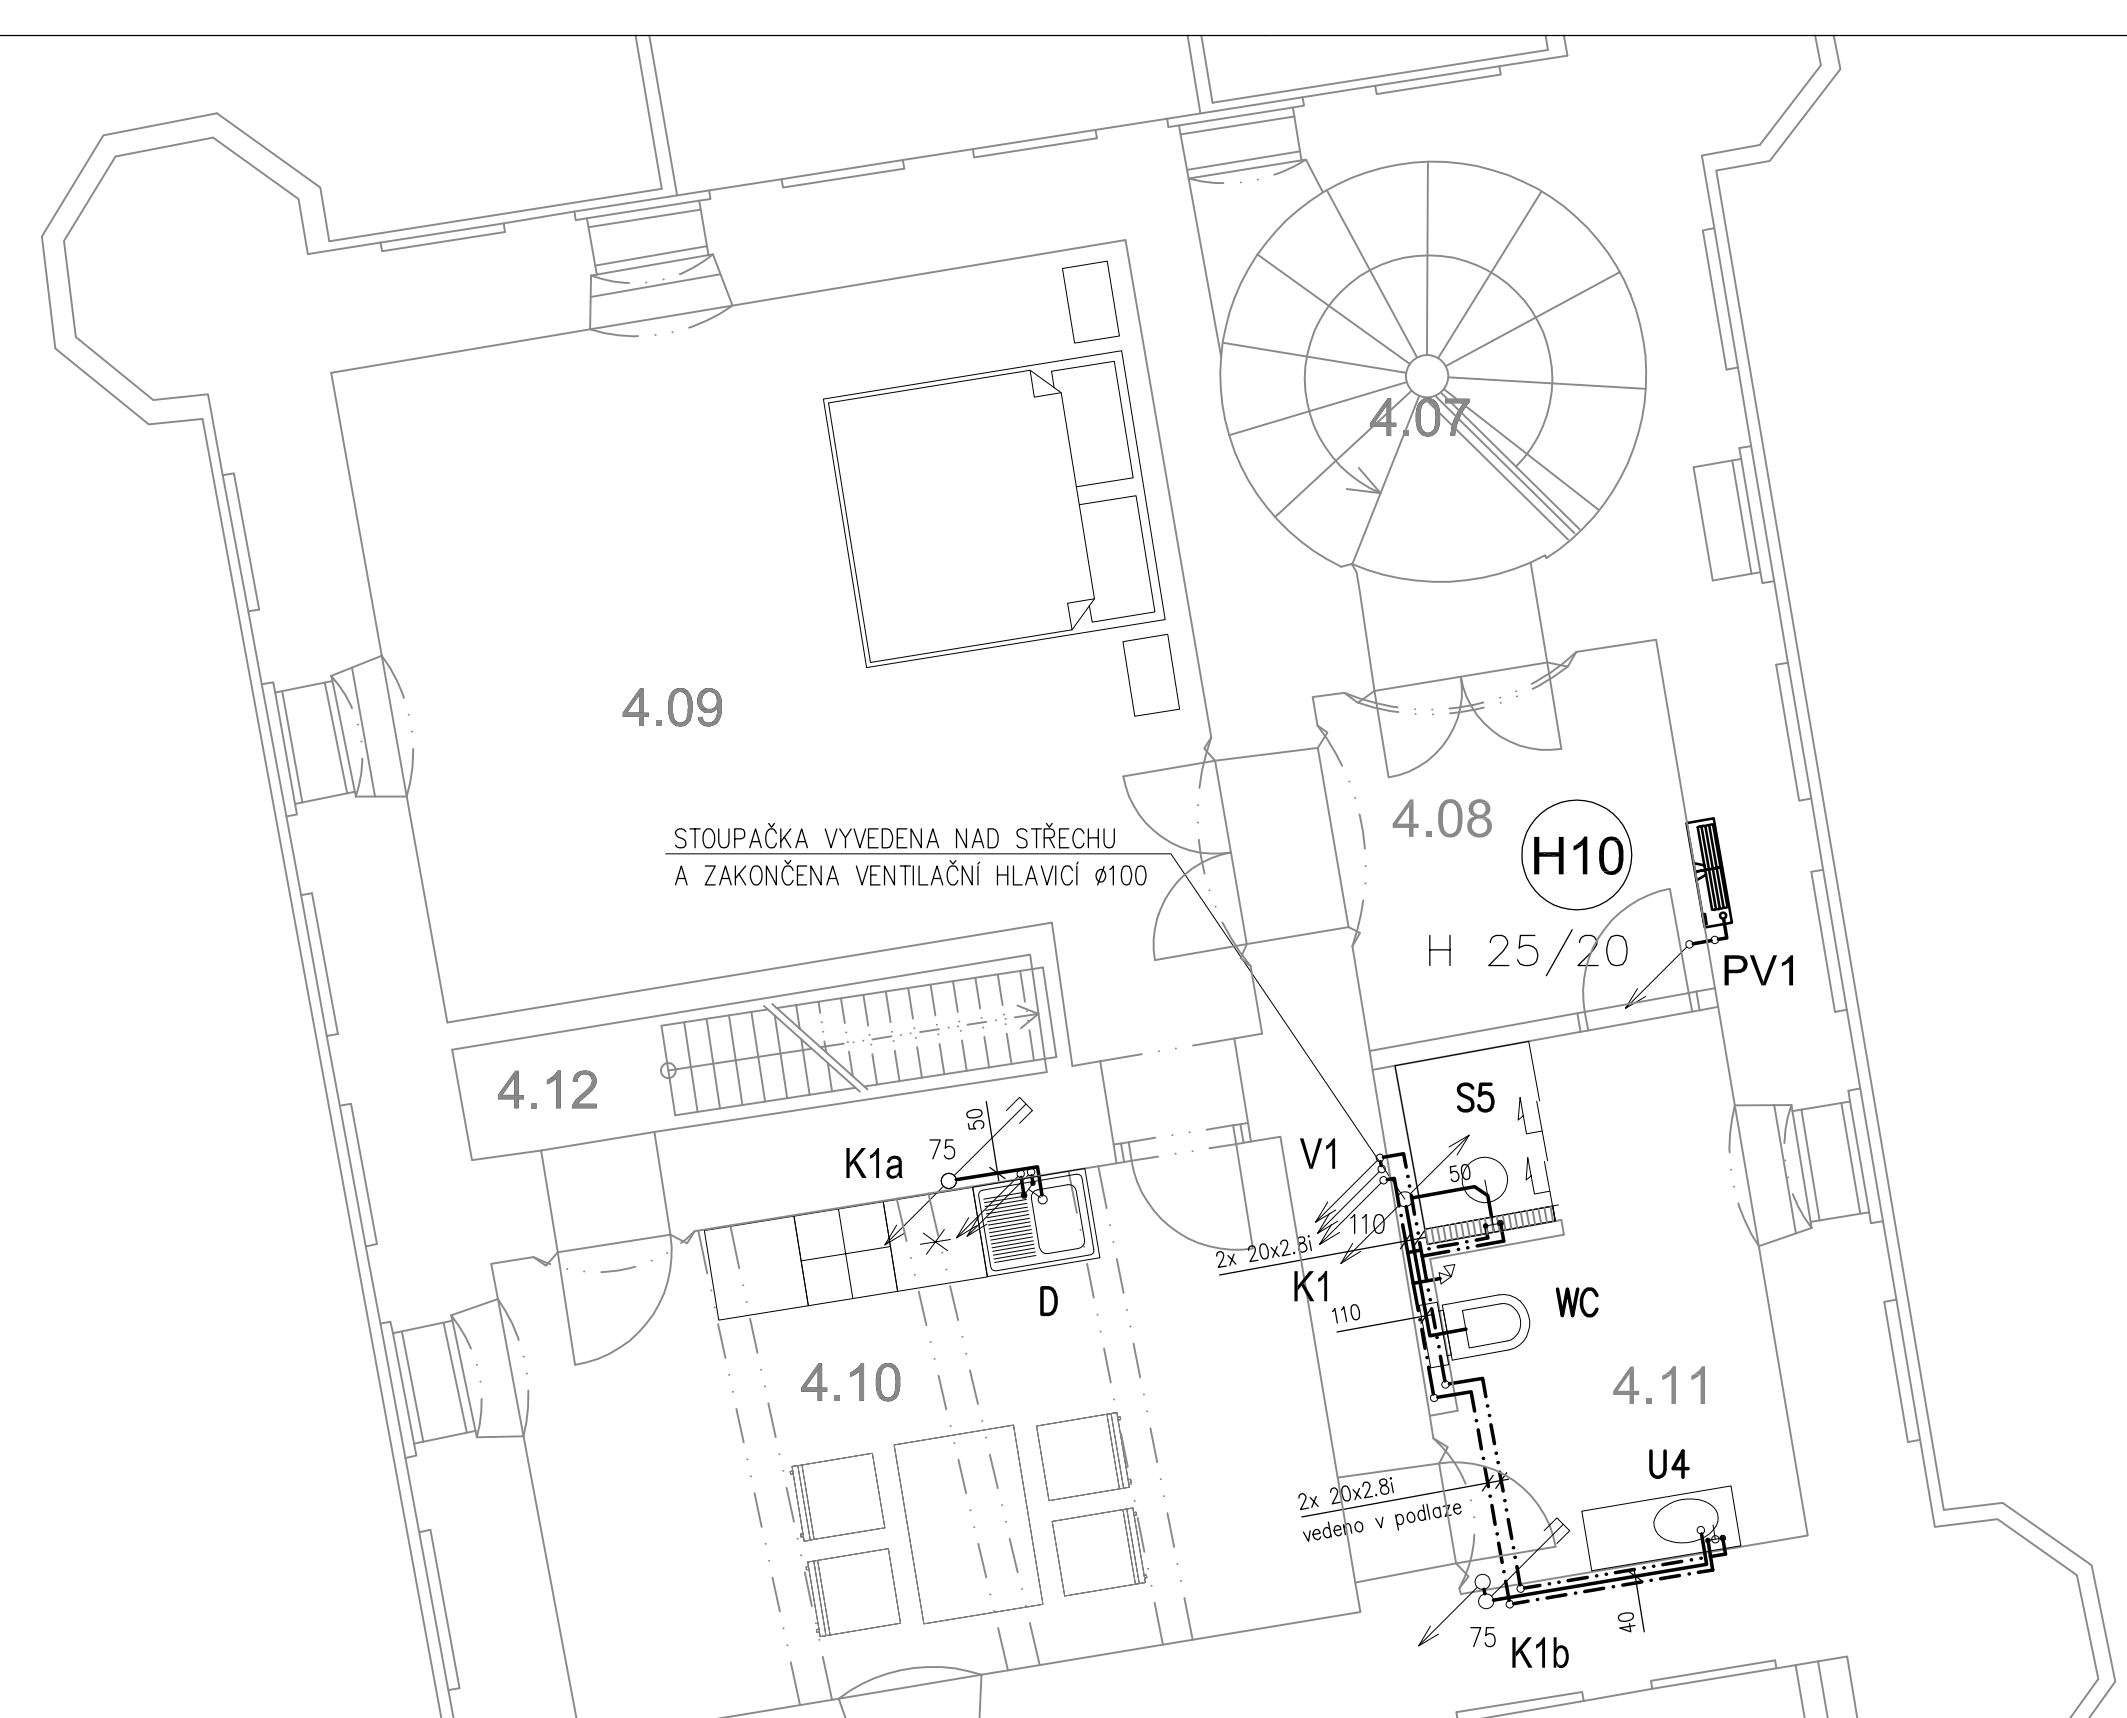 4.07
4.09
4.08
H10
STOUPAČKA VYVEDENA NAD STŘECHU
A ZAKONČENA VENTILAČNÍ HLAVICÍ ø100
H 25/20
PV1
4.12
S5
50
75
K1a
V1
50
110
2x 20x2.8i
K1
D
WC
110
4.10
4.11
U4
2x 20x2.8i
vedeno v podlaze
75
40
K1b